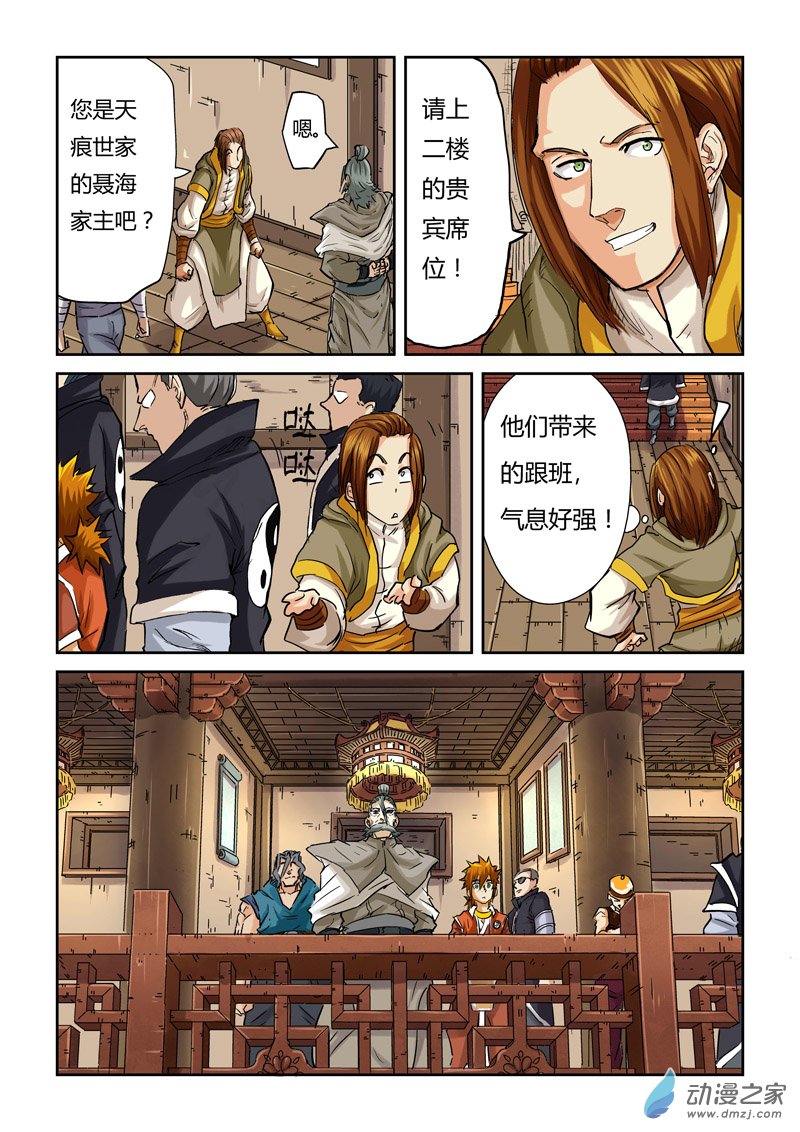 您是天
痕世家
的聂海
家主吧？
嗯。
请上
二楼
的贵
宾席
位！
哒
哒
他们带来
的跟班，
气息好强！
动漫之家
www.dmzj.com